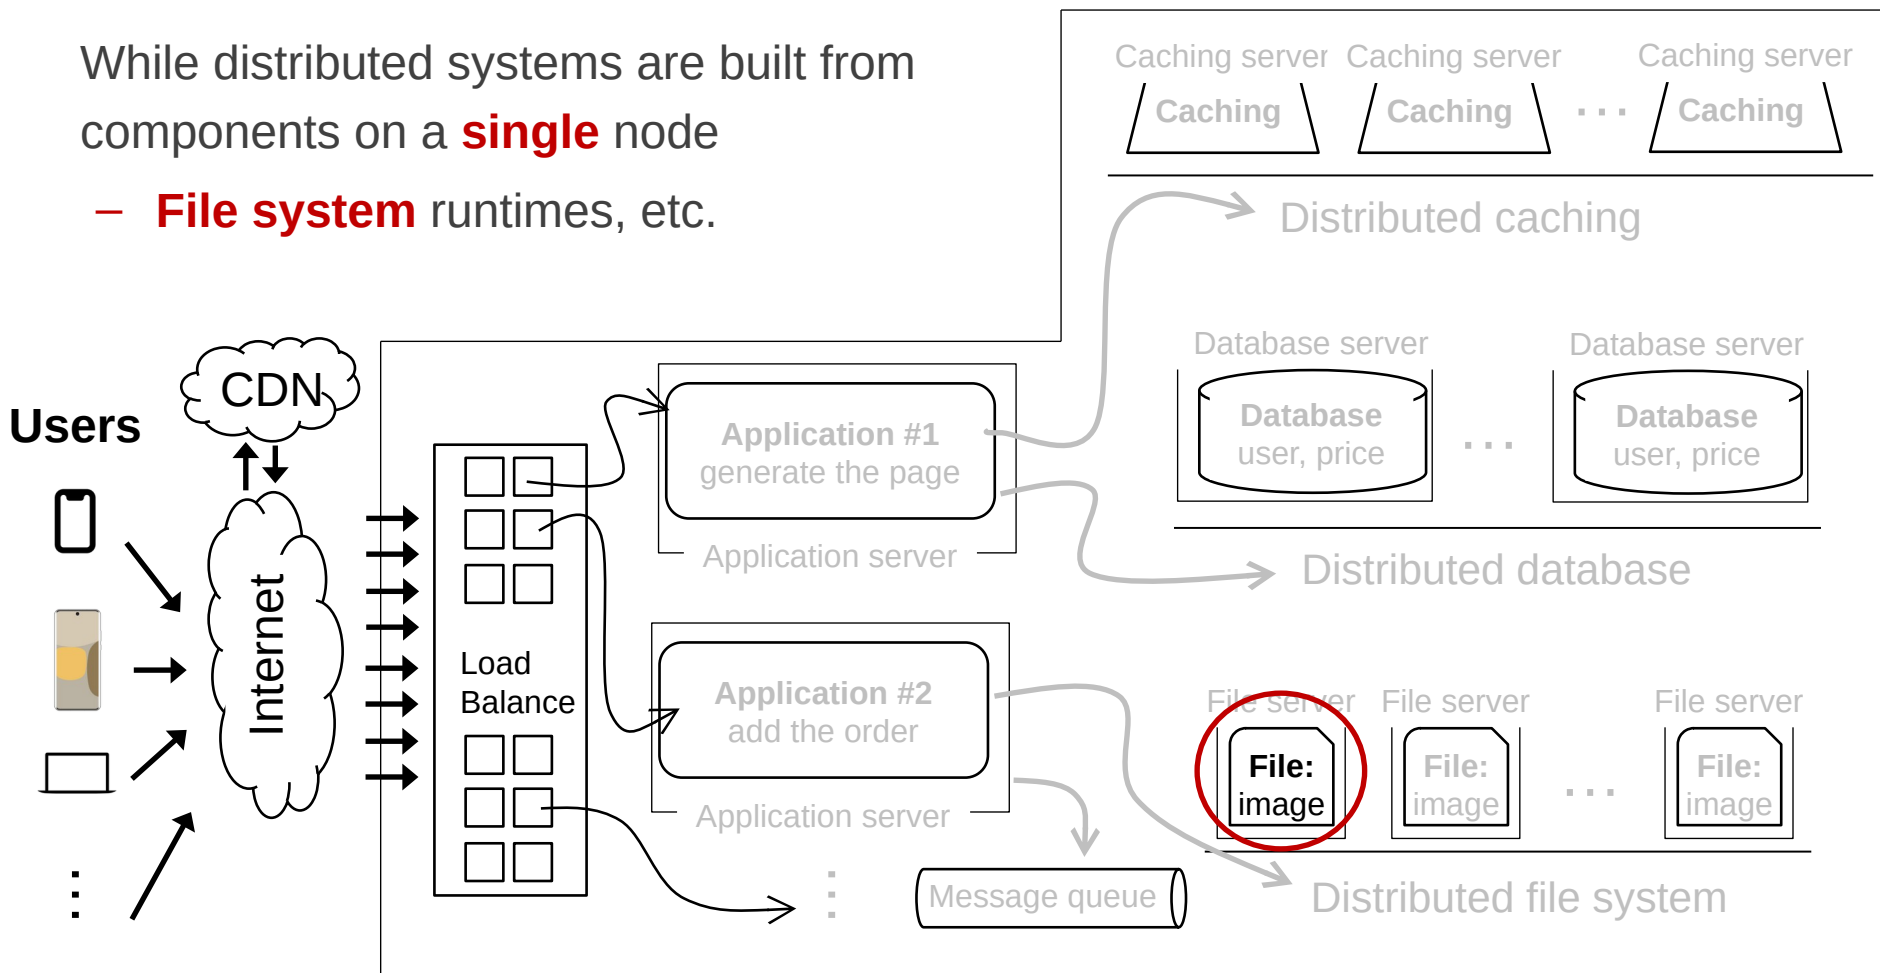 While distributed systems are built from
components on a single node
– File system runtimes, etc.
Caching server Caching server Caching server
Caching Caching ... Caching
Distributed caching
Database server Database server
Database Database
user, price ... user, price
Distributed database
CDN
Users
Internet
Load
Balance
Application #1
generate the page
Application server
Application #2
add the order
Application server
Message queue
File server File server File server
File: File: File:
image image ... image
Distributed file system